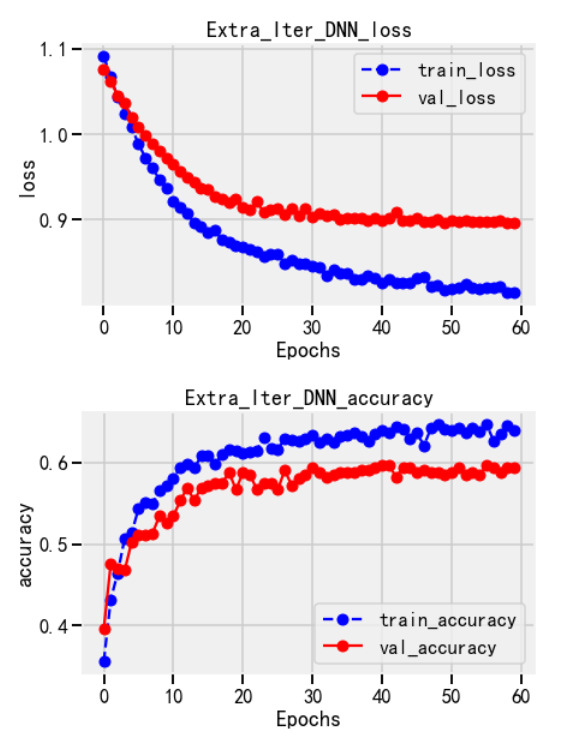 Extra_Iter_DNN_loss
train_loss
val_loss
1.1
1.0
0.9
loss
0 10 20 30 40 50 60
Epochs
Extra_Iter_DNN_accuracy
0.6
0.5
0.4
accuracy
train_accuracy
val_accuracy
0 10 20 30 40 50 60
Epochs